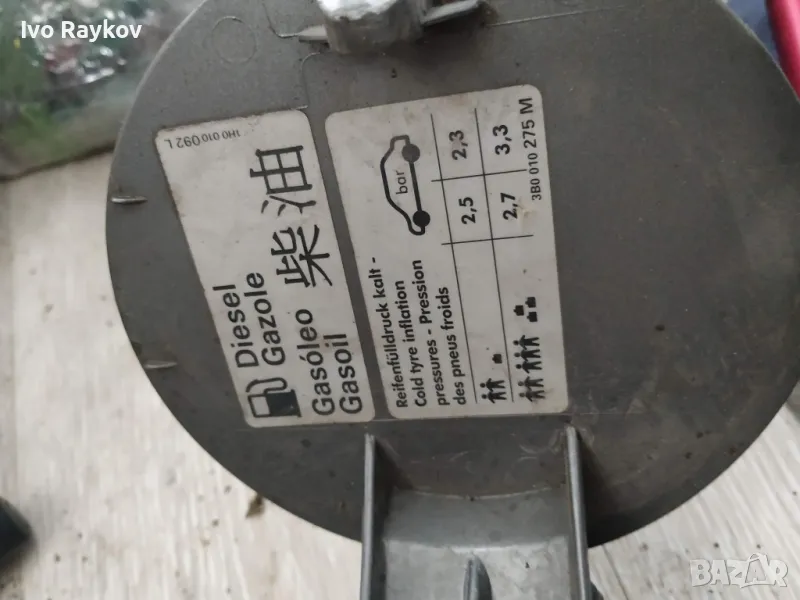 Ivo Raykov
1H0 010 092 L
Diesel
Gazole
Gasóleo
Gasoil
柴油
bar
2,5 2,3
2,7 3,3
Reifenfülldruck kalt -
Cold tyre inflation
pressures - Pression
des pneus froids
3B0 010 275 M
BAZAR